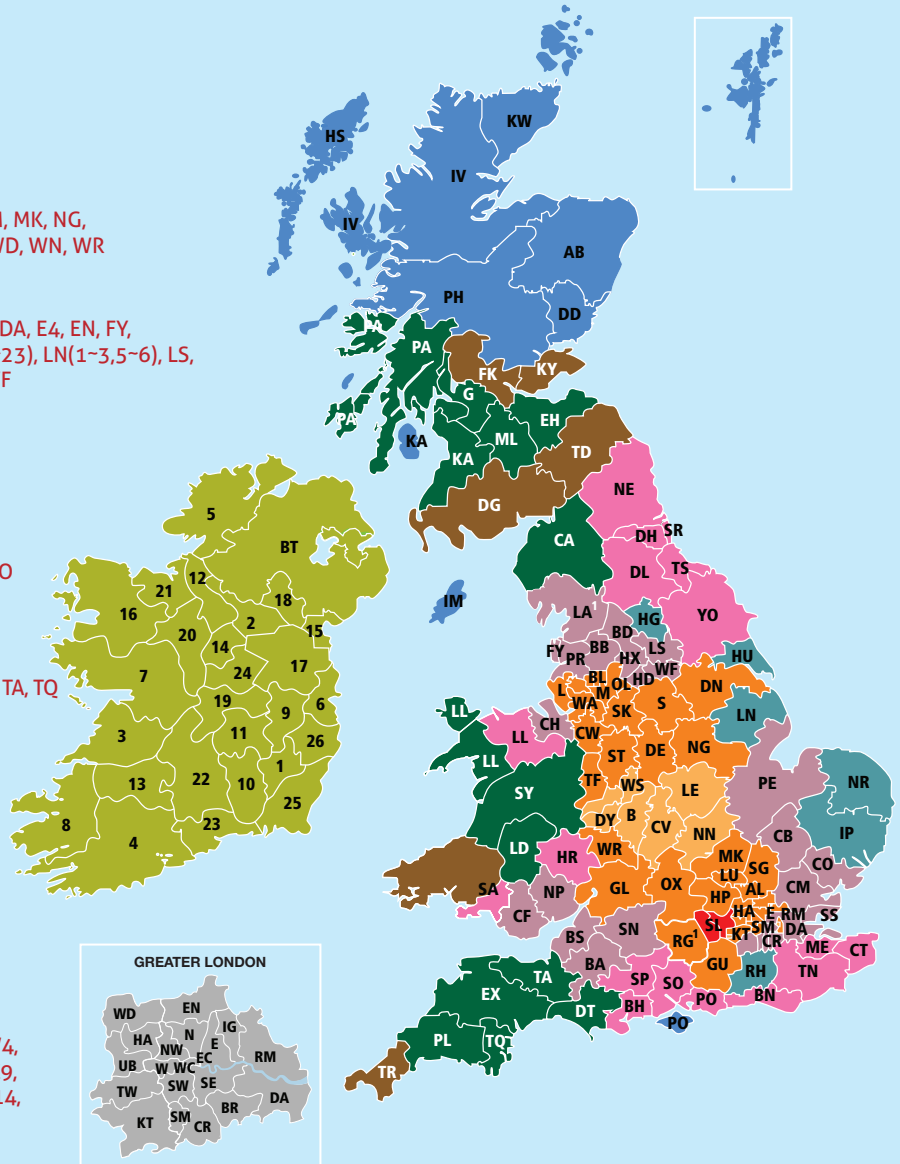 KW
HS
IV
IV
AB
PH
DD
, MK, NG,
WD, WN, WR
DA, E4, EN, FY,
23), LN(1~3,5~6), LS,
F
PA
PA
FK
KY
G
PA
EH
KA
ML
KA
TD
DG
NE
5
BT
CA
DH
SR
O
12
DL
TS
21
18
IM
16
LA¹
HG
YO
2
15
20
BD
14
FY
BB
LS
PR
HX
HU
17
WF
24
7
BL
OL
HD
TA, TQ
L
M
DN
WA
S
19
6
SK
LL
9
LN
CH
LL
CW
3
11
26
ST
DE
NG
LL
1
TF
WS
PE
NR
13
22
10
SY
LE
25
DY
B
8
23
CV
NN
CB
IP
4
LD
WR
HR
MK
SG
CO
LU
SA
NP
GL
OX
HP
AL
CM
CF
HA
E
RM
SS
SL
SM
DA
BS
SN
KT
CR
RG¹
ME
CT
BA
GU
RH
TN
TA
SP
SO
EX
DT
BH
PO
BN
PO
PL
TQ
TR
GREATER LONDON
WD
EN
HA
N
IG
NW
E
EC
RM
UB
W
WC
TW
SW
SE
KT
SM
BR
DA
CR
4,
9,
14,